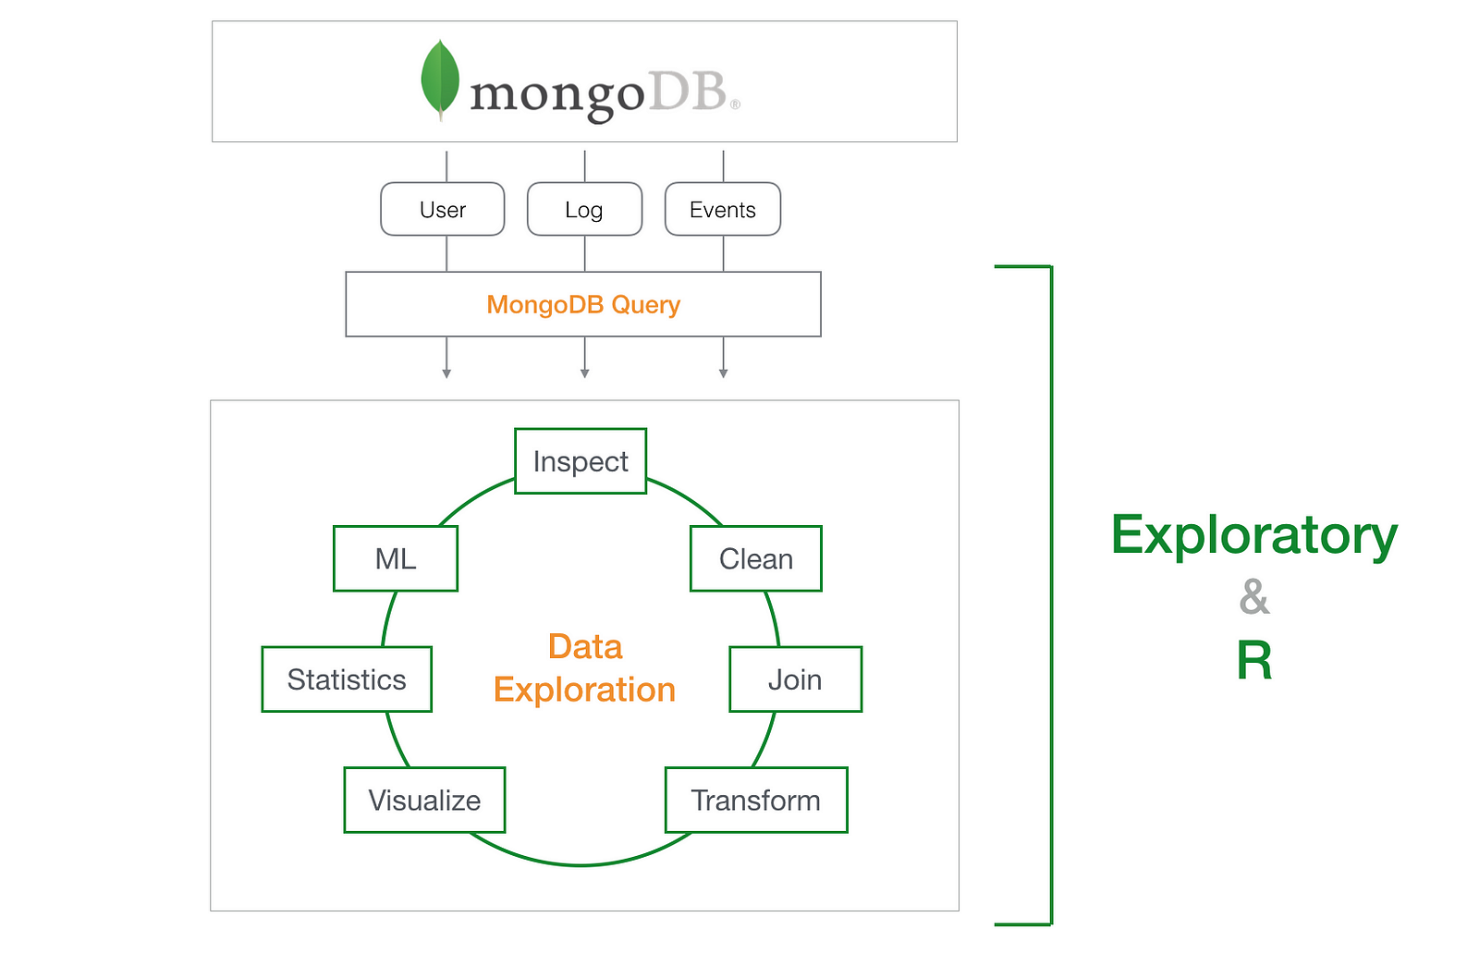 mongoDB®
User
Log
Events
MongoDB Query
Inspect
ML
Clean
Data
Exploration
Statistics
Join
Visualize
Transform
Exploratory
&
R